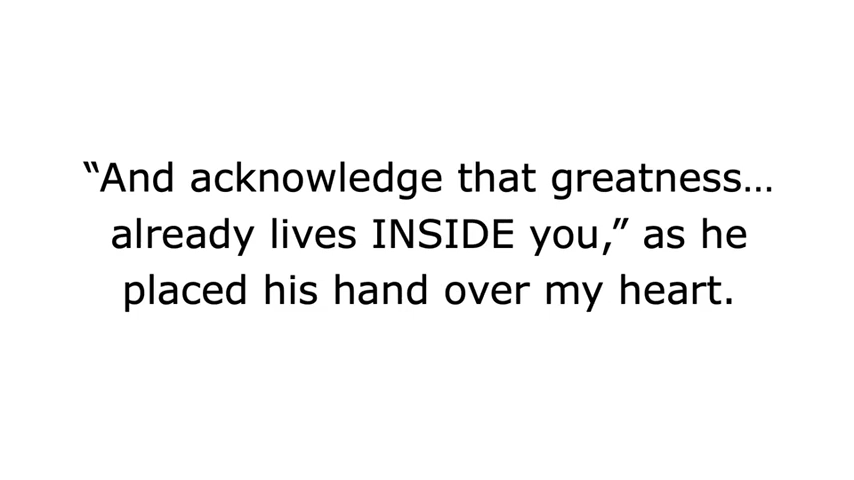 “And acknowledge that greatness…
already lives INSIDE you,” as he
placed his hand over my heart.